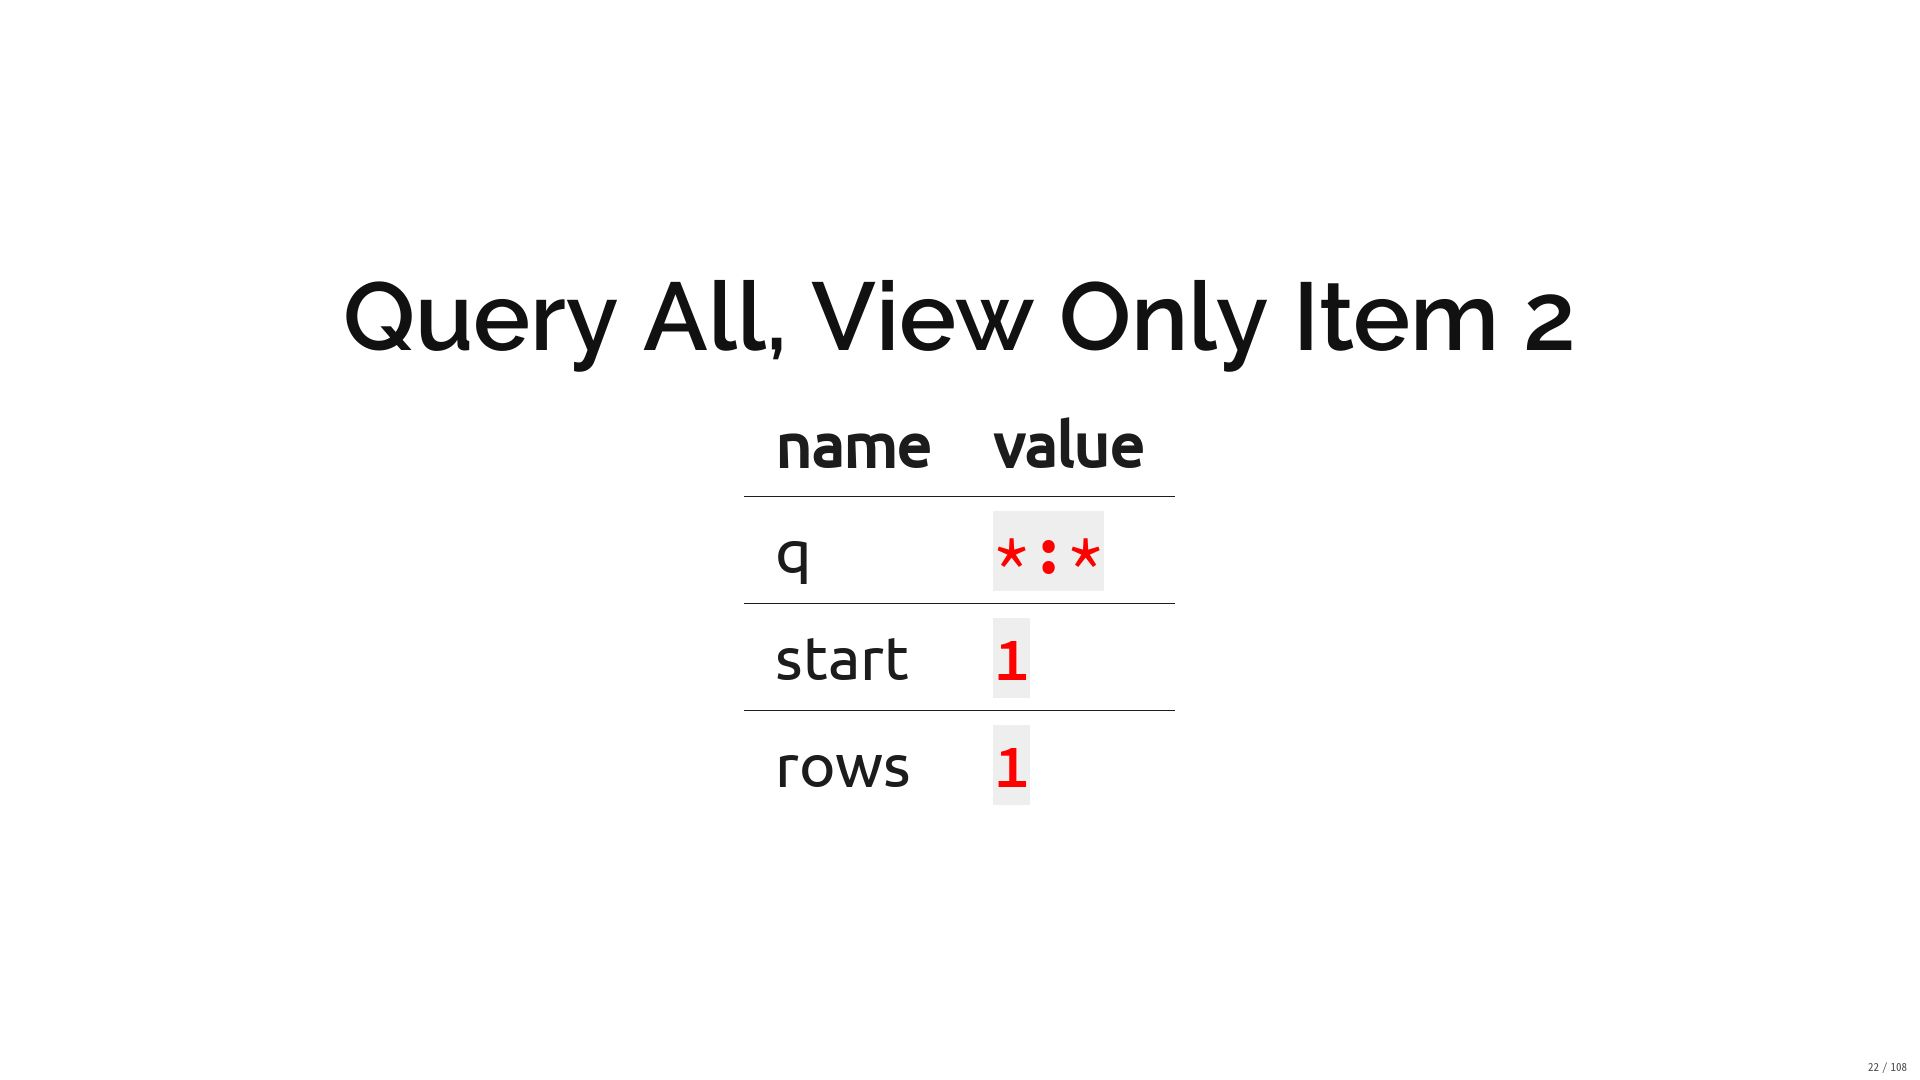 Query All, View Only Item 2
name value
q *:*
start 1
rows 1
22 / 108